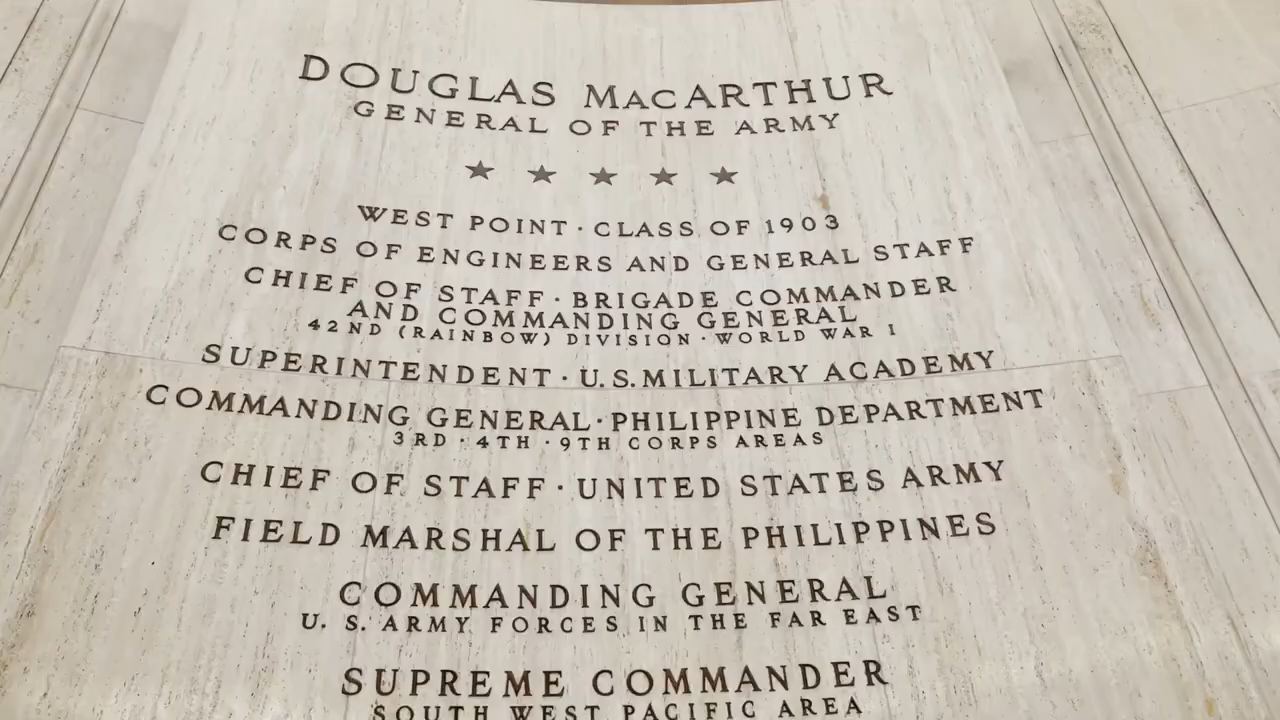 DOUGLAS MACARTHUR
GENERAL OF THE ARMY
WEST POINT · CLASS OF 1903
CORPS OF ENGINEERS AND GENERAL STAFF
CHIEF OF STAFF · BRIGADE COMMANDER
AND COMMANDING GENERAL
42ND (RAINBOW) DIVISION · WORLD WAR I
SUPERINTENDENT · U.S. MILITARY ACADEMY
COMMANDING GENERAL · PHILIPPINE DEPARTMENT
3RD · 4TH · 9TH CORPS AREAS
CHIEF OF STAFF · UNITED STATES ARMY
FIELD MARSHAL OF THE PHILIPPINES
COMMANDING GENERAL
U. S. ARMY FORCES IN THE FAR EAST
SUPREME COMMANDER
SOUTH WEST PACIFIC AREA